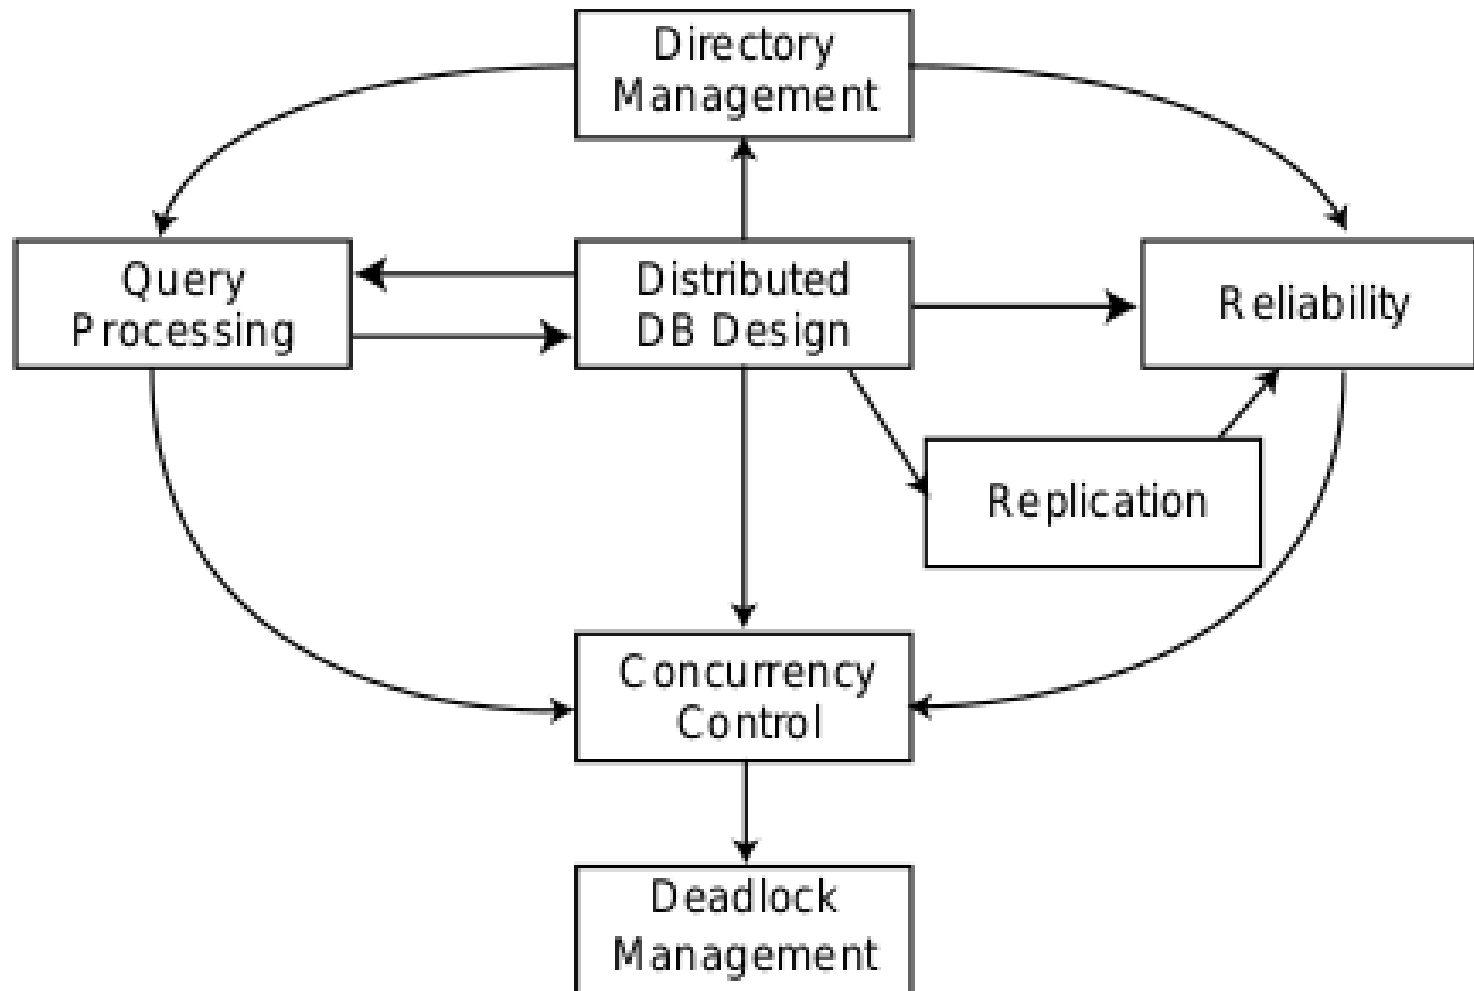 Directory
Management
Query
Processing
Distributed
DB Design
Reliability
Replication
Concurrency
Control
Deadlock
Management